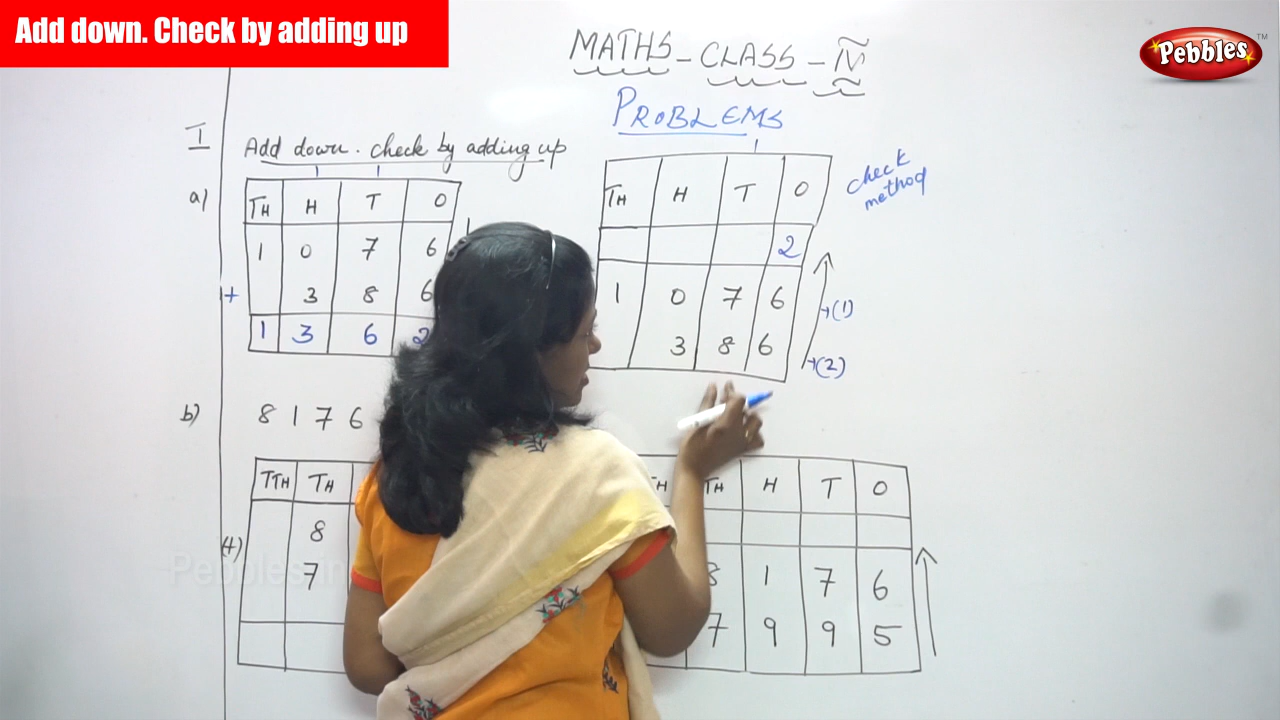 Add down. Check by adding up
Pebbles™
MATHS - CLASS - IV
PROBLEMS
I Add down. check by adding up
a)
TH H T O
1 0 7 6
+ 3 8 6
1 3 6 2
TH H T O
2
1 0 7 6
3 8 6
check method
→(1)
→(2)
b) 8 1 7 6
TTH TH
(+) 8
7
TH H T O
1 7 6
7 9 9 5
Pebbles